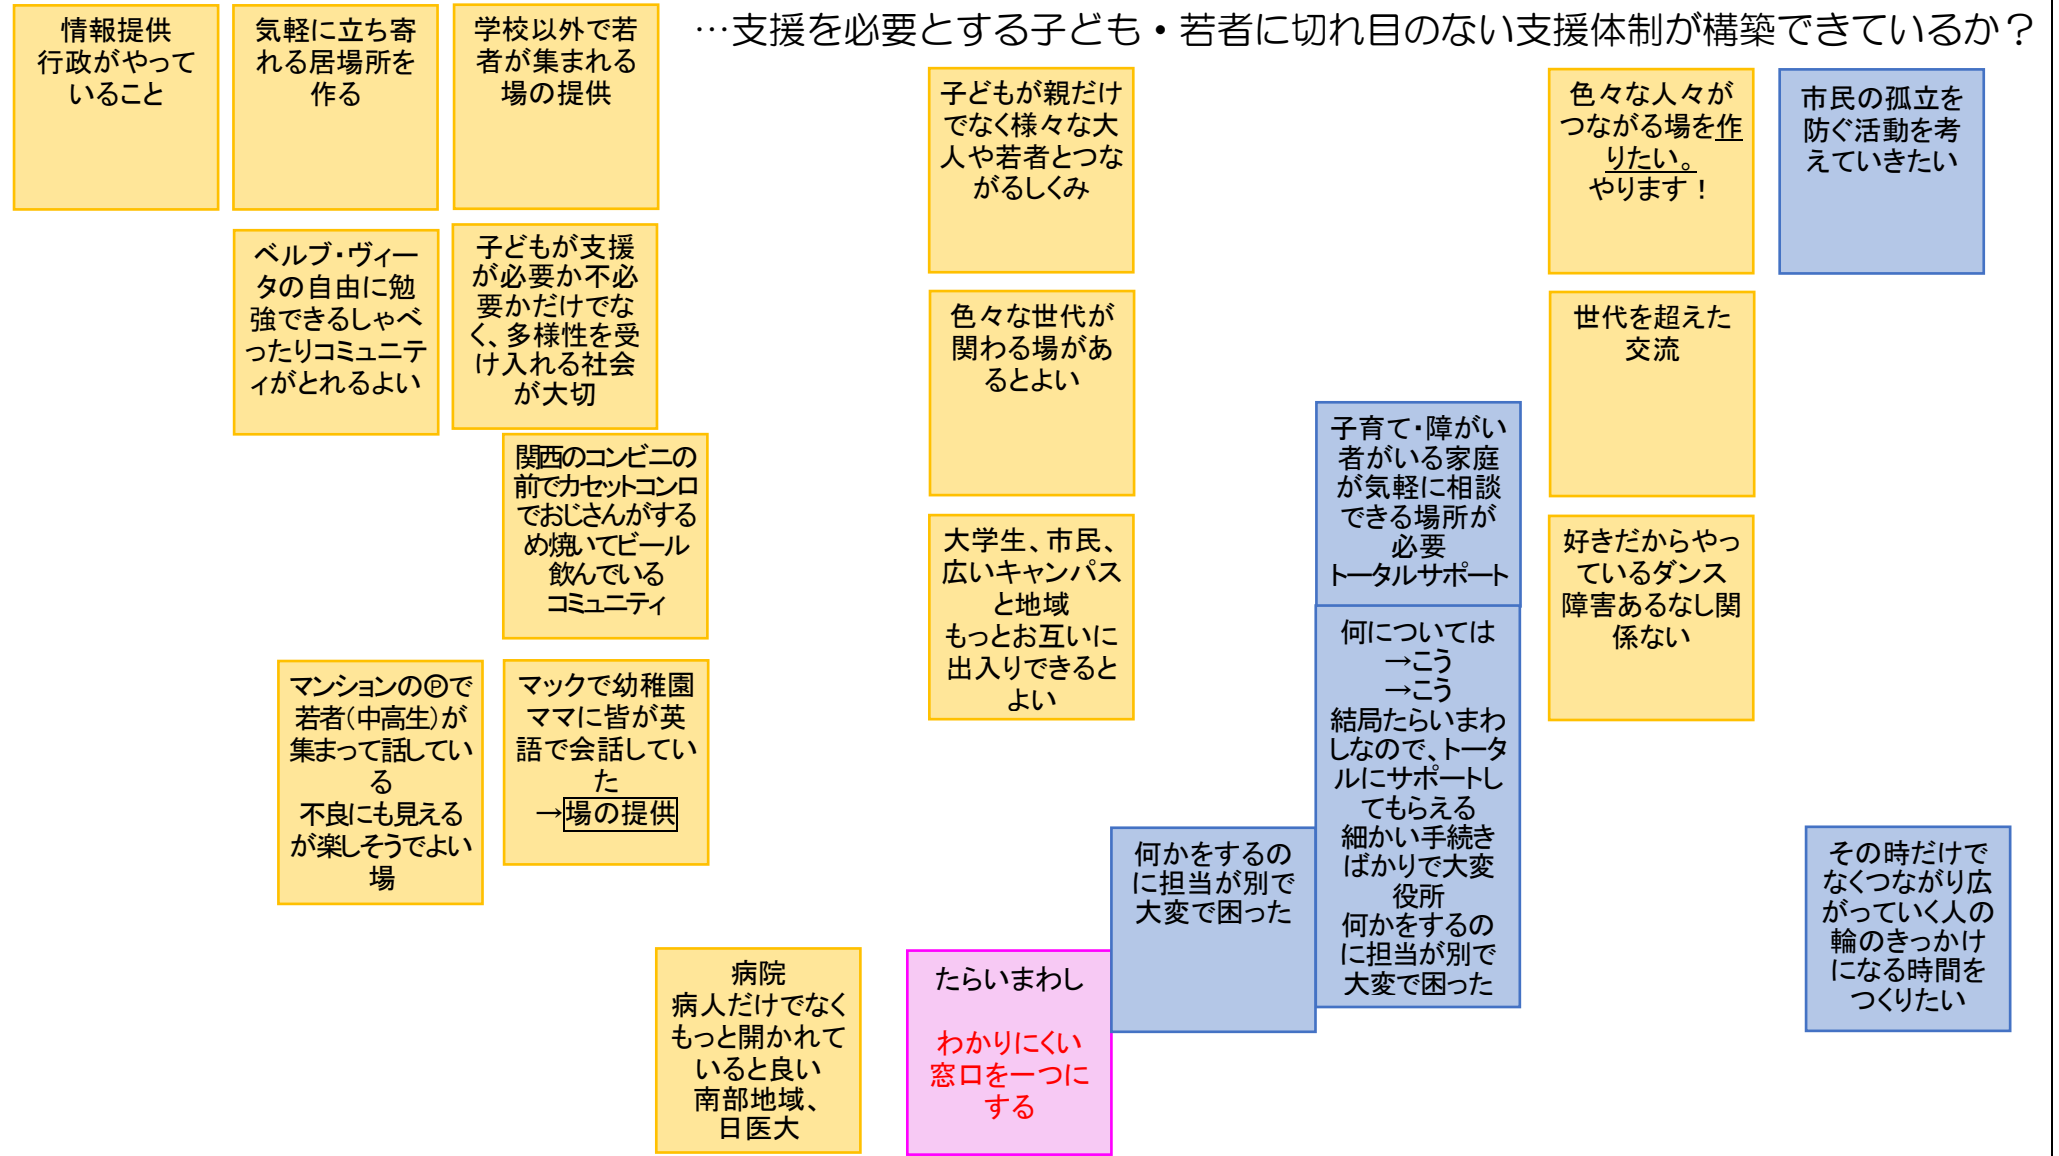 …支援を必要とする子ども・若者に切れ目のない支援体制が構築できているか？
情報提供
行政がやって
いること
気軽に立ち寄
れる居場所を
作る
学校以外で若
者が集まれる
場の提供
子どもが親だけ
でなく様々な大
人や若者とつな
がるしくみ
色々な人々が
つながる場を作
りたい。
やります！
市民の孤立を
防ぐ活動を考
えていきたい
ベルブ・ヴィー
タの自由に勉
強できるしゃべ
ったりコミュニテ
ィがとれるよい
子どもが支援
が必要か不必
要かだけでな
く、多様性を受
け入れる社会
が大切
色々な世代が
関わる場があ
るとよい
世代を超えた
交流
関西のコンビニの
前でカセットコンロ
でおじさんがする
め焼いてビール
飲んでいる
コミュニティ
子育て・障がい
者がいる家庭
が気軽に相談
できる場所が
必要
トータルサポート
大学生、市民、
広いキャンパス
と地域
もっとお互いに
出入りできると
よい
好きだからやっ
ているダンス
障害あるなし関
係ない
何については
→こう
→こう
結局たらいまわ
しなので、トータ
ルにサポートし
てもらえる
細かい手続き
ばかりで大変
役所
何かをするの
に担当が別で
大変で困った
マンションのⓅで
若者（中高生）が
集まって話してい
る
不良にも見える
が楽しそうでよい
場
マックで幼稚園
ママに皆が英
語で会話してい
た
→場の提供
何かをするの
に担当が別で
大変で困った
その時だけで
なくつながり広
がっていく人の
輪のきっかけ
になる時間を
つくりたい
病院
病人だけでなく
もっと開かれて
いると良い
南部地域、
日医大
たらいまわし
わかりにくい
窓口を一つに
する